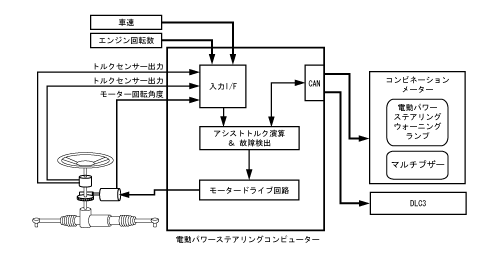 車速
エンジン回転数
トルクセンサー出力
トルクセンサー出力
モーター回転角度
入力I/F
CAN
アシストトルク演算
& 故障検出
モータードライブ回路
電動パワーステアリングコンピューター
コンビネーション
メーター
電動パワー
ステアリング
ウォーニング
ランプ
マルチブザー
DLC3